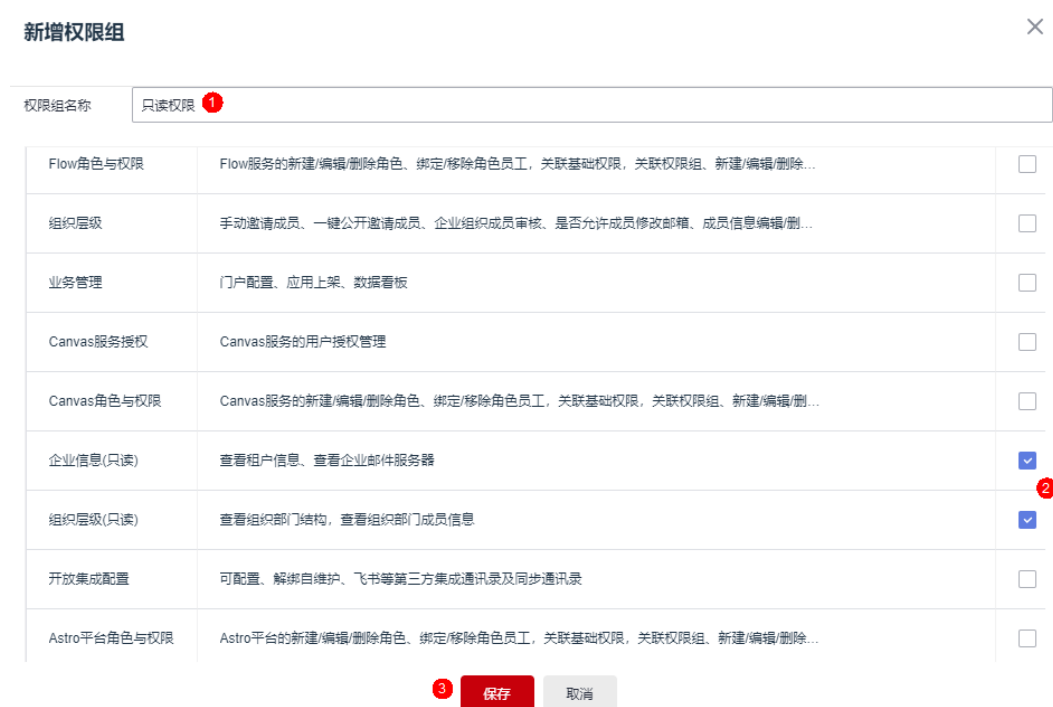 新增权限组
权限组名称 只读权限 1
Flow角色与权限 Flow服务的新建/编辑/删除角色、绑定/移除角色员工，关联基础权限，关联权限组、新建/编辑/删除...
组织层级 手动邀请成员、一键公开邀请成员、企业组织成员审核、是否允许成员修改邮箱、成员信息编辑/删...
业务管理 门户配置、应用上架、数据看板
Canvas服务授权 Canvas服务的用户授权管理
Canvas角色与权限 Canvas服务的新建/编辑/删除角色、绑定/移除角色员工，关联基础权限，关联权限组、新建/编辑/删...
企业信息(只读) 查看租户信息、查看企业邮件服务器
2
组织层级(只读) 查看组织部门结构，查看组织部门成员信息
开放集成配置 可配置、解绑自维护、飞书等第三方集成通讯录及同步通讯录
Astro平台角色与权限 Astro平台的新建/编辑/删除角色、绑定/移除角色员工，关联基础权限，关联权限组、新建/编辑/删除...
3 保存 取消